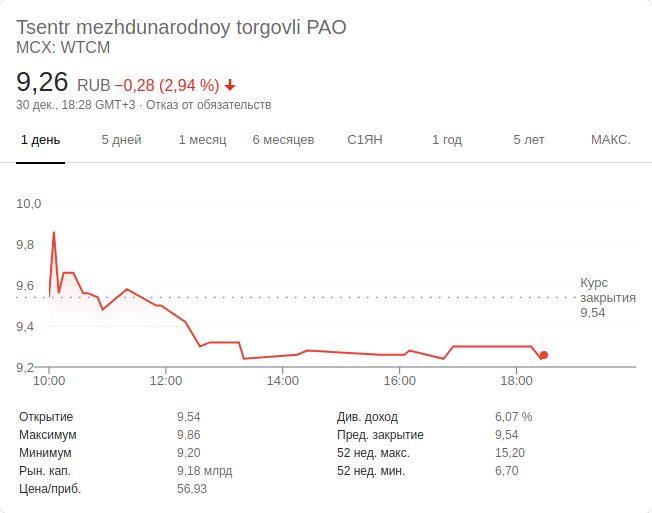 Tsentr mezhdunarodnoy torgovli PAO
MCX: WTCM
9,26 RUB −0,28 (2,94 %)
30 дек., 18:28 GMT+3 · Отказ от обязательств
1 день 5 дней 1 месяц 6 месяцев С1ЯН 1 год 5 лет МАКС.
10,0
9,8
9,6
9,4
9,2
Курс
закрытия
9,54
10:00 12:00 14:00 16:00 18:00
Открытие 9,54 Див. доход 6,07 %
Максимум 9,86 Пред. закрытие 9,54
Минимум 9,20 52 нед. макс. 15,20
Рын. кап. 9,18 млрд 52 нед. мин. 6,70
Цена/приб. 56,93